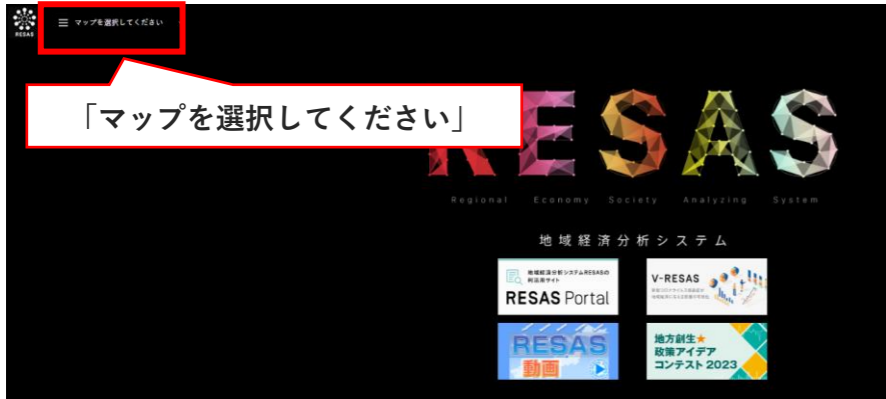 RESAS
マップを選択してください
「マップを選択してください」
RESAS
Regional Economy Society Analyzing System
地域経済分析システム
地域経済分析システムRESASの
利活用サイト
RESAS Portal
V-RESAS
RESAS
動画
地方創生★
政策アイデア
コンテスト 2023